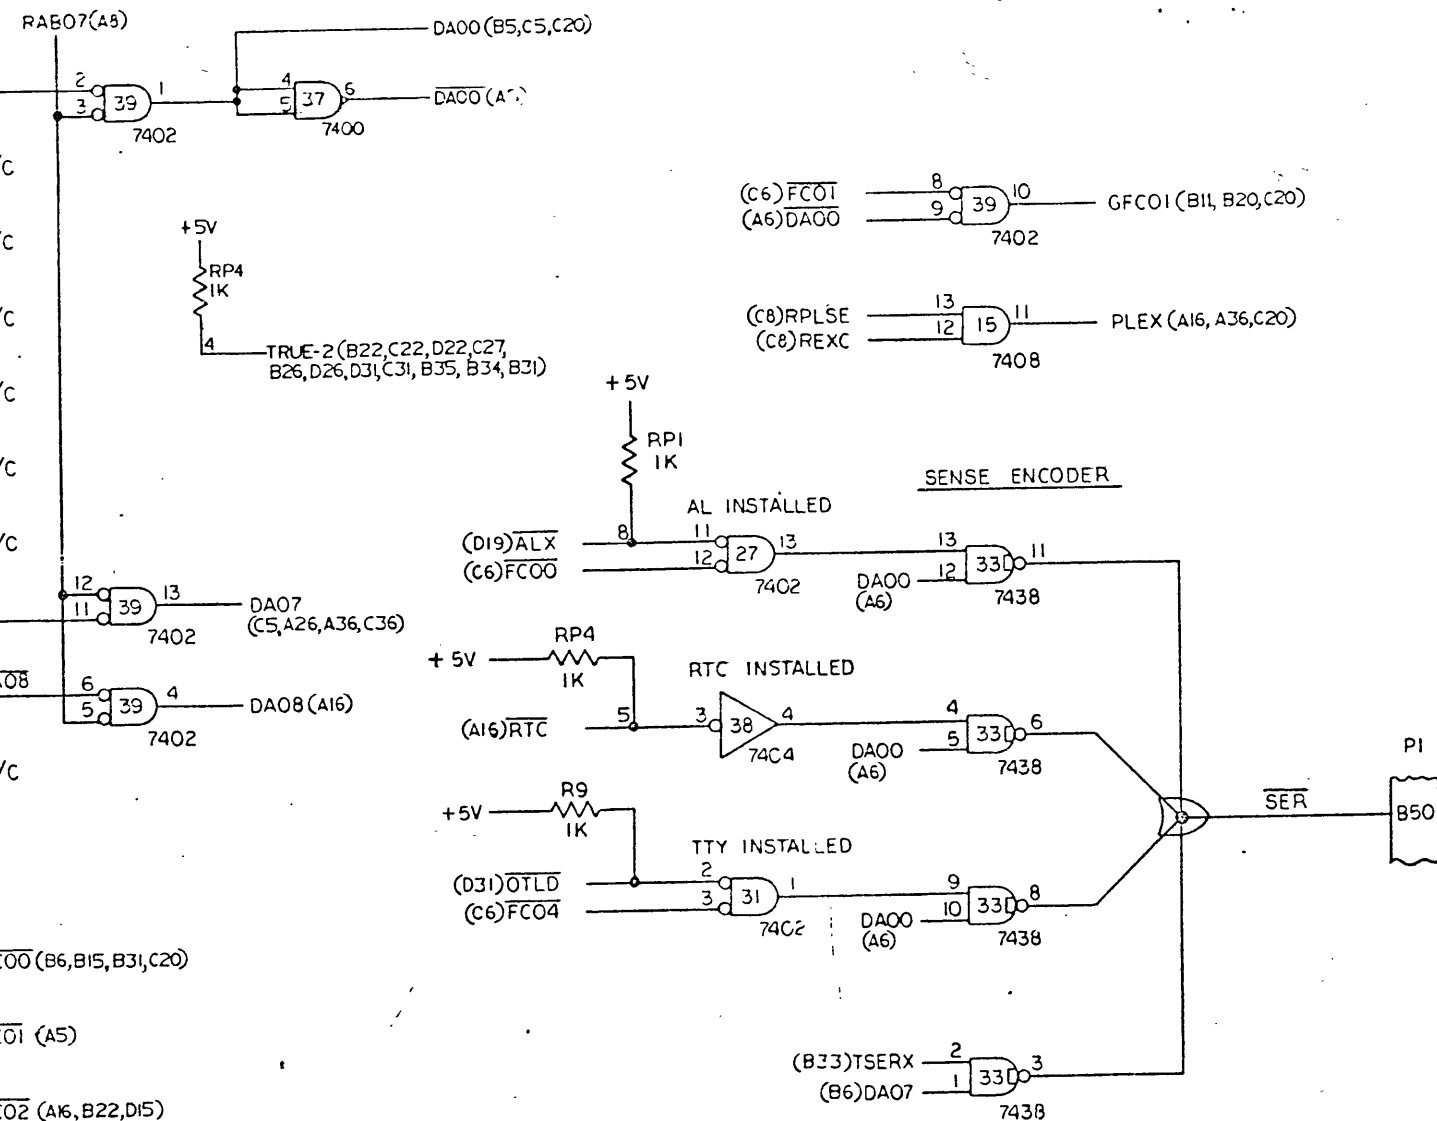 RAB07(A8)
DA00(B5,C5,C20)
2
3
39
1
7402
4
5
37
6
7400
DA00
/C
(C6)FC01
(A6)DA00
8
9
39
10
7402
GFC01(B11, B20,C20)
/C
+5V
RP4
1K
4
TRUE-2(B22,C22,D22,C27,
B26,D26,D31,C31,B35,B34,B31)
/C
(C8)RPLSE
(C8)REXC
13
12
15
11
7408
PLEX(A16, A36,C20)
/C
+5V
RP1
1K
/C
SENSE ENCODER
AL INSTALLED
/C
(D19)ALX
(C6)FC00
8
11
12
27
13
7402
13
12
DA00
(A6)
33
11
7438
12
11
39
13
7402
DA07
(C5,A26,A36,C36)
+5V
RP4
1K
RTC INSTALLED
A08
6
5
39
4
7402
DA08(A16)
(A16)RTC
5
3
38
4
74C4
4
5
DA00
(A6)
33
6
7438
/C
P1
B50
SER
+5V
R9
1K
TTY INSTALLED
(D31)OTLD
(C6)FC04
2
3
31
1
7402
9
10
DA00
(A6)
33
8
7438
C00(B6,B15,B31,C20)
C01 (A5)
(B33)TSERX
(B6)DA07
2
1
33
3
7438
C02 (A16,B22,D15)